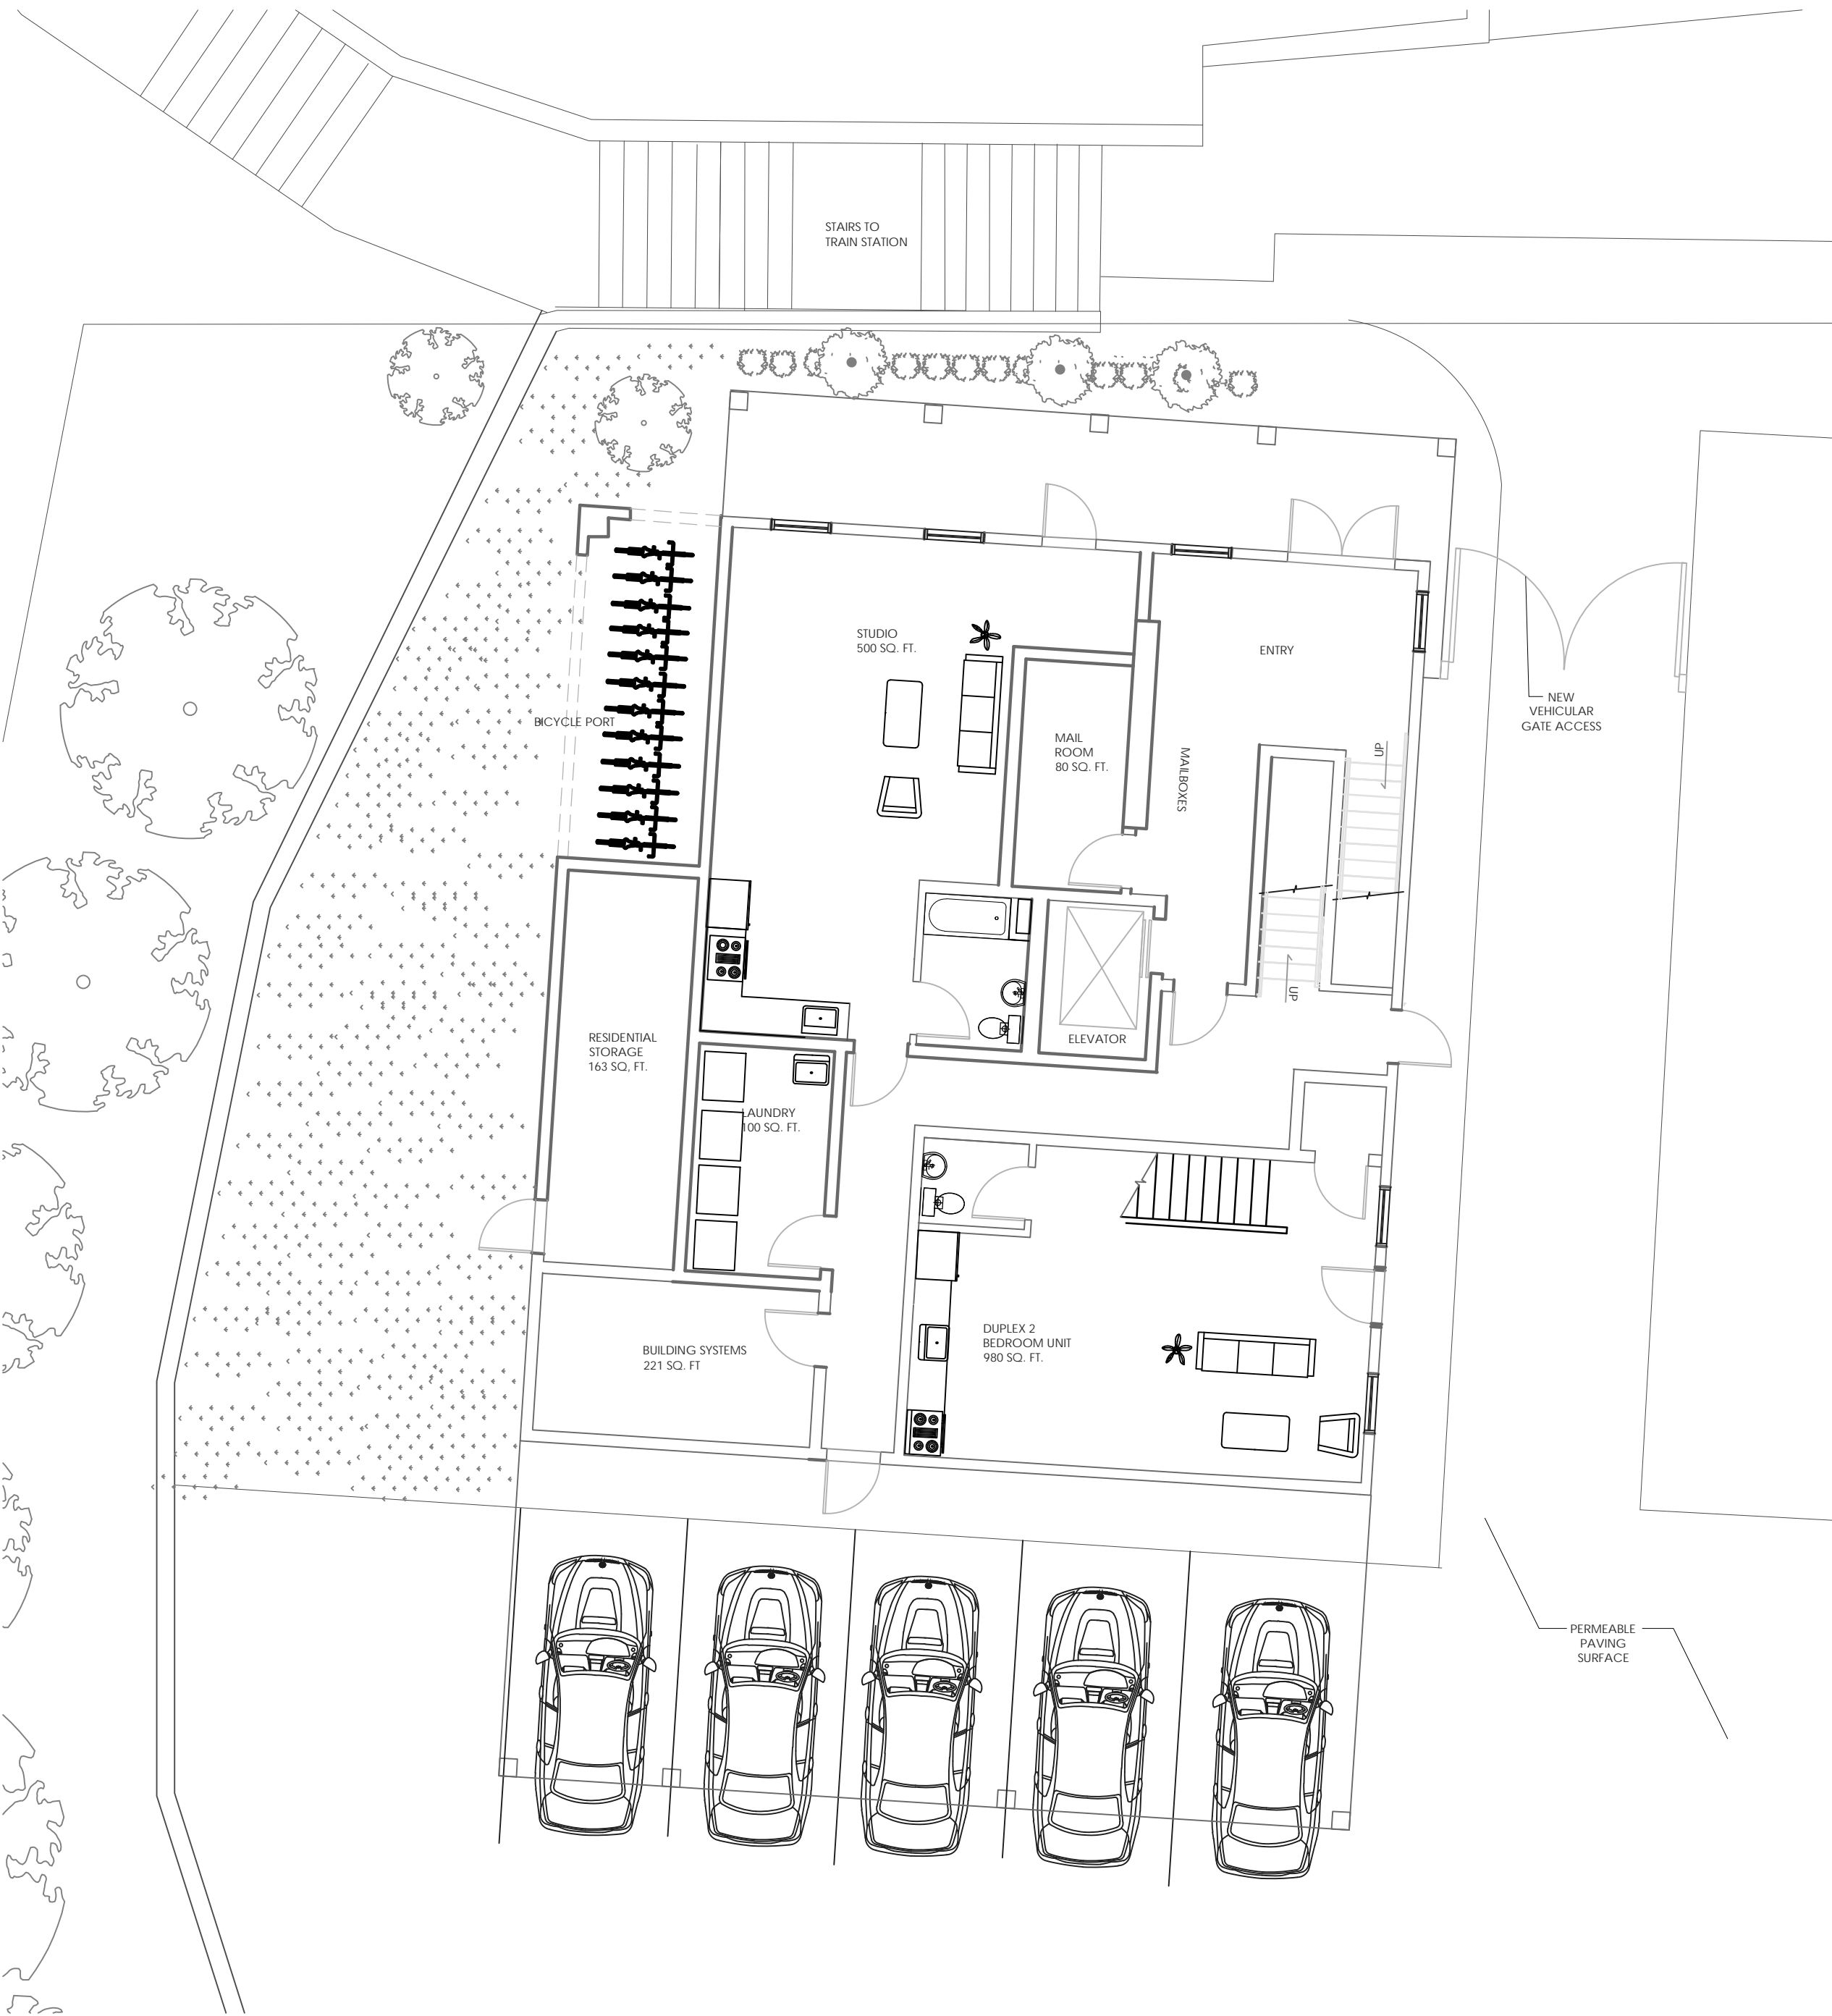 STAIRS TO
TRAIN STATION
STUDIO
500 SQ. FT.
ENTRY
BICYCLE PORT
MAIL
ROOM
80 SQ. FT.
MAILBOXES
UP
NEW
VEHICULAR
GATE ACCESS
UP
RESIDENTIAL
STORAGE
163 SQ, FT.
ELEVATOR
LAUNDRY
100 SQ. FT.
BUILDING SYSTEMS
221 SQ. FT
DUPLEX 2
BEDROOM UNIT
980 SQ. FT.
PERMEABLE
PAVING
SURFACE